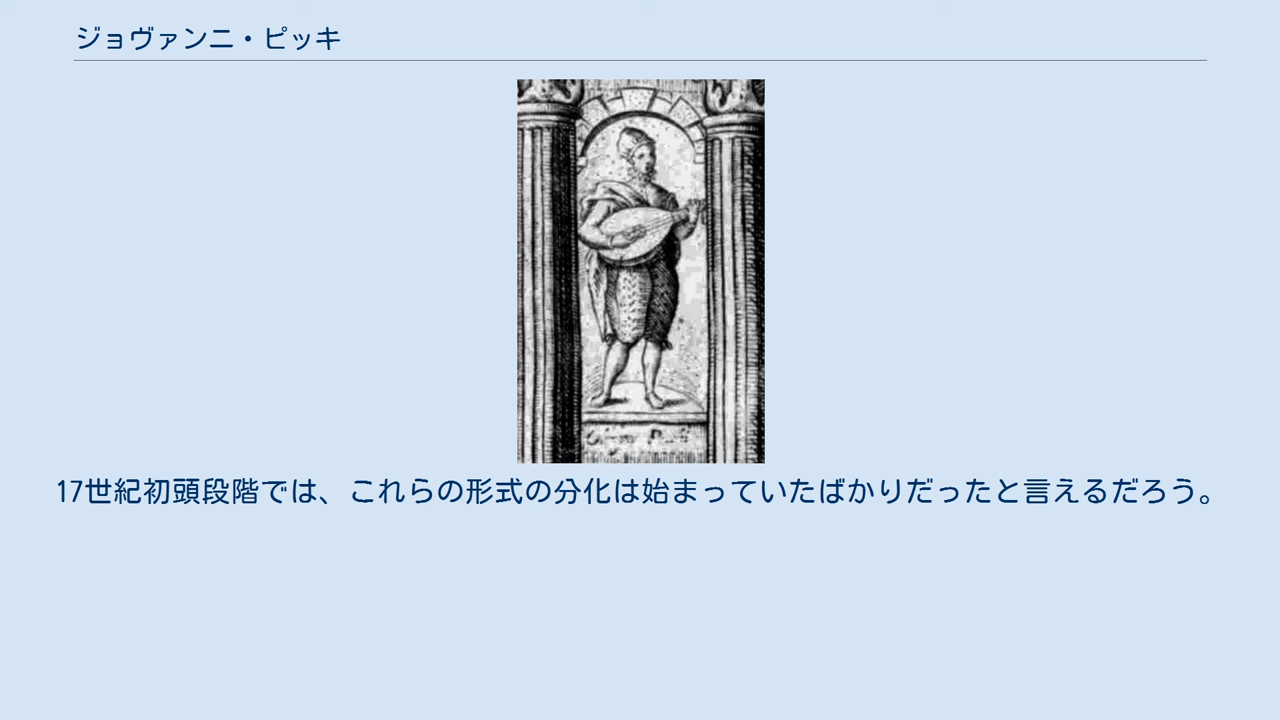 ジョヴァンニ・ピッキ
17世紀初頭段階では、これらの形式の分化は始まっていたばかりだったと言えるだろう。